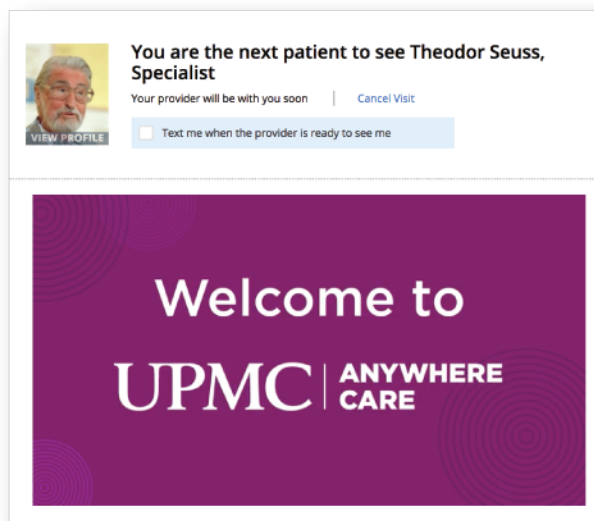 You are the next patient to see Theodor Seuss,
Specialist
Your provider will be with you soon
Cancel Visit
VIEW PROFILE
Text me when the provider is ready to see me
Welcome to
UPMC
ANYWHERE
CARE